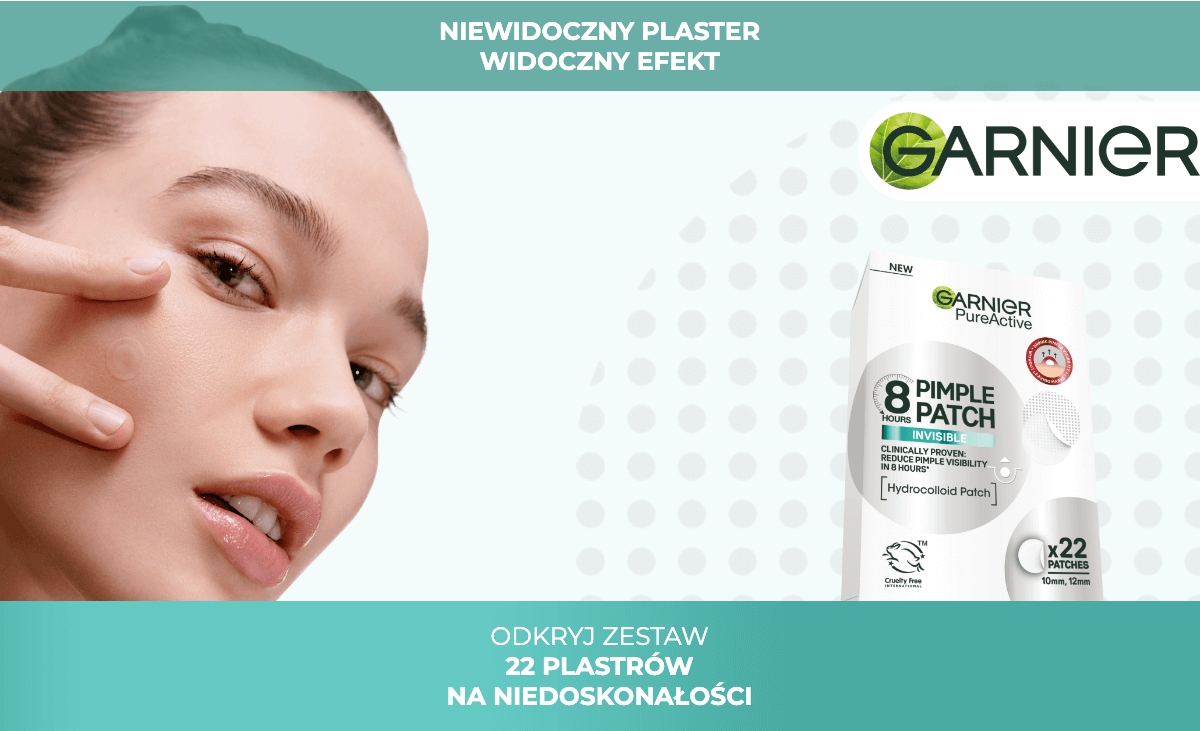 NIEWIDOCZNY PLASTER
WIDOCZNY EFEKT
GARNIER
NEW
GARNIER
PureActive
8
HOURS
PIMPLE
PATCH
INVISIBLE
CLINICALLY PROVEN:
REDUCE PIMPLE VISIBILITY
IN 8 HOURS*
[Hydrocolloid Patch]
TM
Cruelty Free
INTERNATIONAL
x22
PATCHES
10mm, 12mm
ODKRYJ ZESTAW
22 PLASTRÓW
NA NIEDOSKONAŁOŚCI